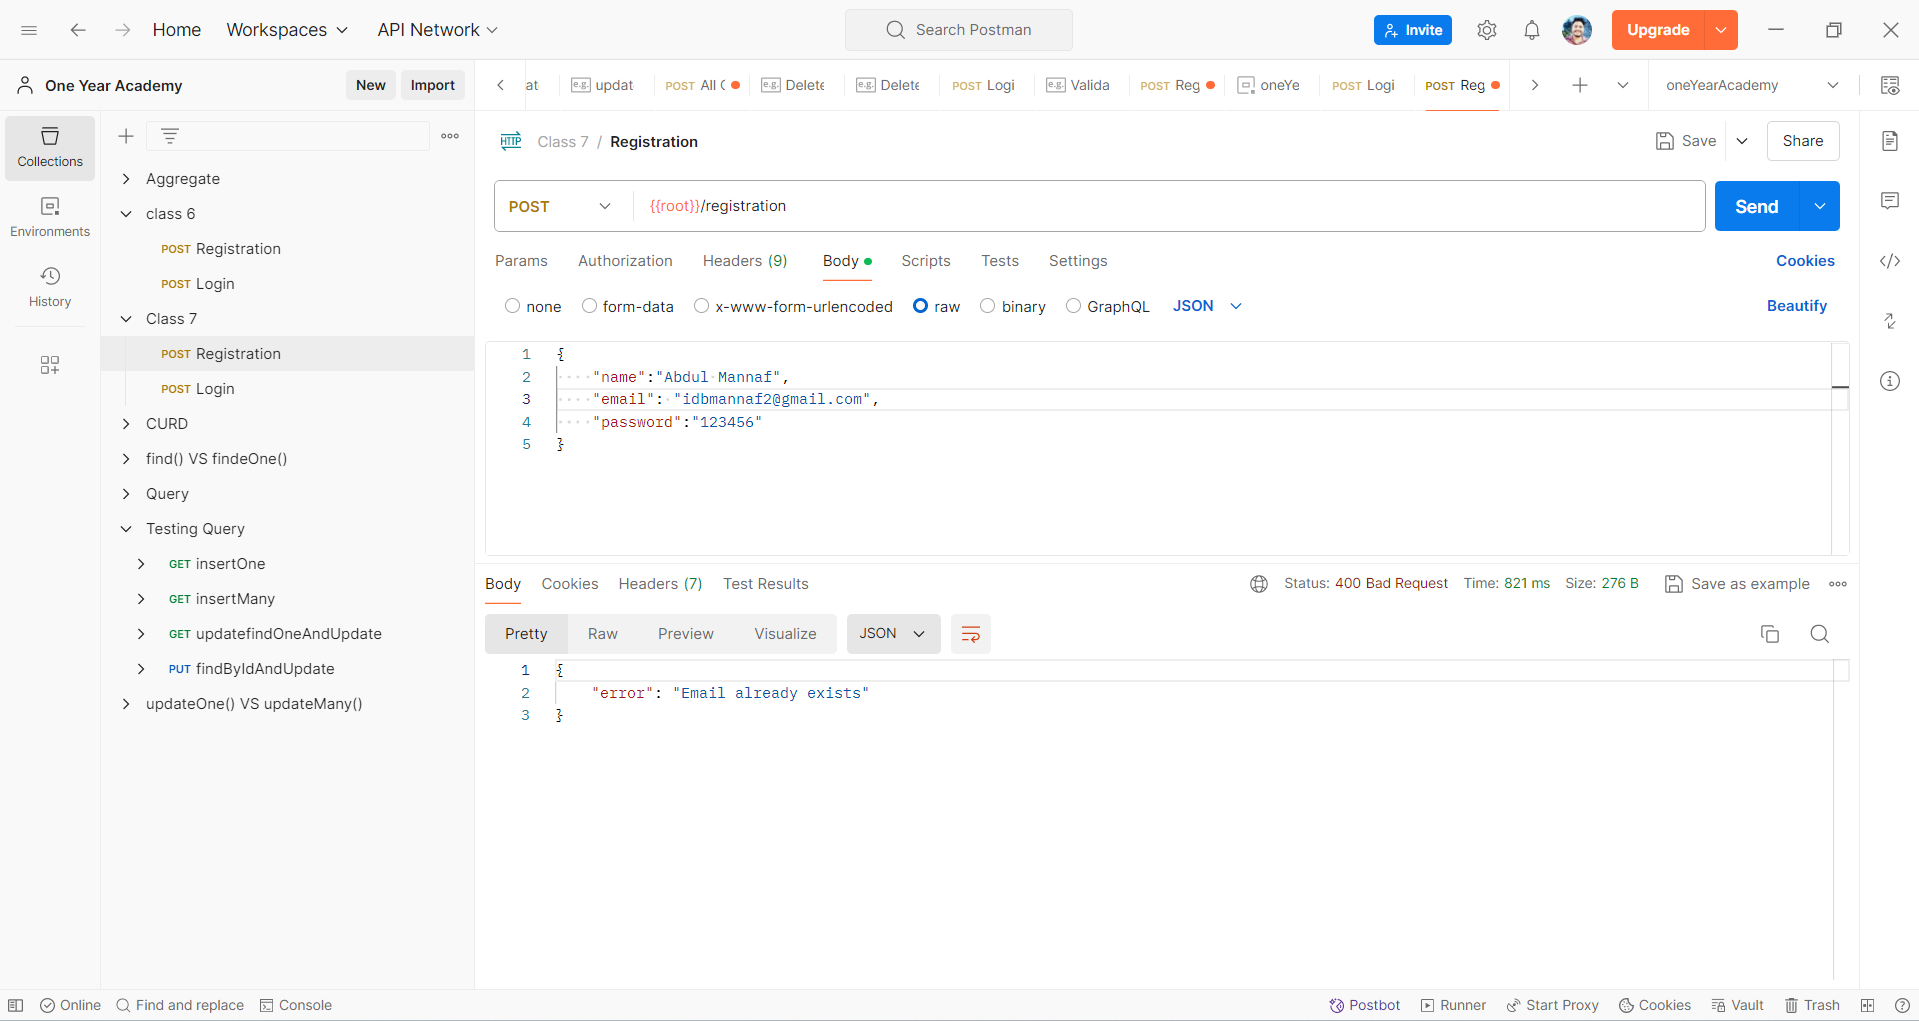 Home Workspaces API Network Search Postman Invite Upgrade
One Year Academy New Import
at e.g. updat POST All C e.g. Delete e.g. Delete POST Logi e.g. Valida POST Reg oneYe POST Logi POST Reg oneYearAcademy
Collections
Environments
History
Aggregate
class 6
POST Registration
POST Login
Class 7
POST Registration
POST Login
CURD
find() VS findeOne()
Query
Testing Query
GET insertOne
GET insertMany
GET updatefindOneAndUpdate
PUT findByIdAndUpdate
updateOne() VS updateMany()
HTTP Class 7 / Registration Save Share
POST {{root}}/registration Send
Params Authorization Headers (9) Body Scripts Tests Settings Cookies
none form-data x-www-form-urlencoded raw binary GraphQL JSON Beautify
1 {
2 "name":"Abdul Mannaf",
3 "email": "idbmannaf2@gmail.com",
4 "password":"123456"
5 }
Body Cookies Headers (7) Test Results Status: 400 Bad Request Time: 821 ms Size: 276 B Save as example
Pretty Raw Preview Visualize JSON
1 {
2 "error": "Email already exists"
3 }
Online Find and replace Console Postbot Runner Start Proxy Cookies Vault Trash